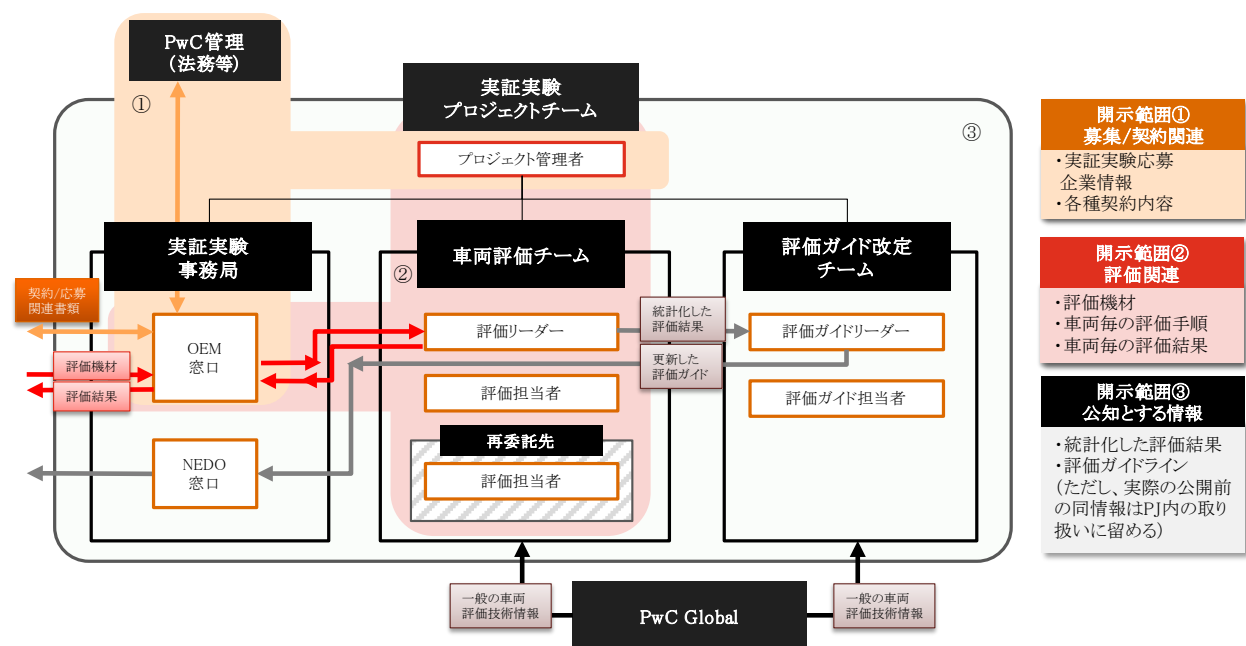 PwC管理
(法務等)
①
実証実験
プロジェクトチーム
③
プロジェクト管理者
実証実験
事務局
車両評価チーム
評価ガイド改定
チーム
②
契約/応募
関連書類
OEM
窓口
評価機材
評価結果
評価リーダー
統計化した
評価結果
評価ガイドリーダー
更新した
評価ガイド
評価担当者
評価ガイド担当者
再委託先
評価担当者
NEDO
窓口
一般の車両
評価技術情報
PwC Global
一般の車両
評価技術情報
開示範囲①
募集/契約関連
・実証実験応募
企業情報
・各種契約内容
開示範囲②
評価関連
・評価機材
・車両毎の評価手順
・車両毎の評価結果
開示範囲③
公知とする情報
・統計化した評価結果
・評価ガイドライン
(ただし、実際の公開前
の同情報はPJ内の取り
扱いに留める)